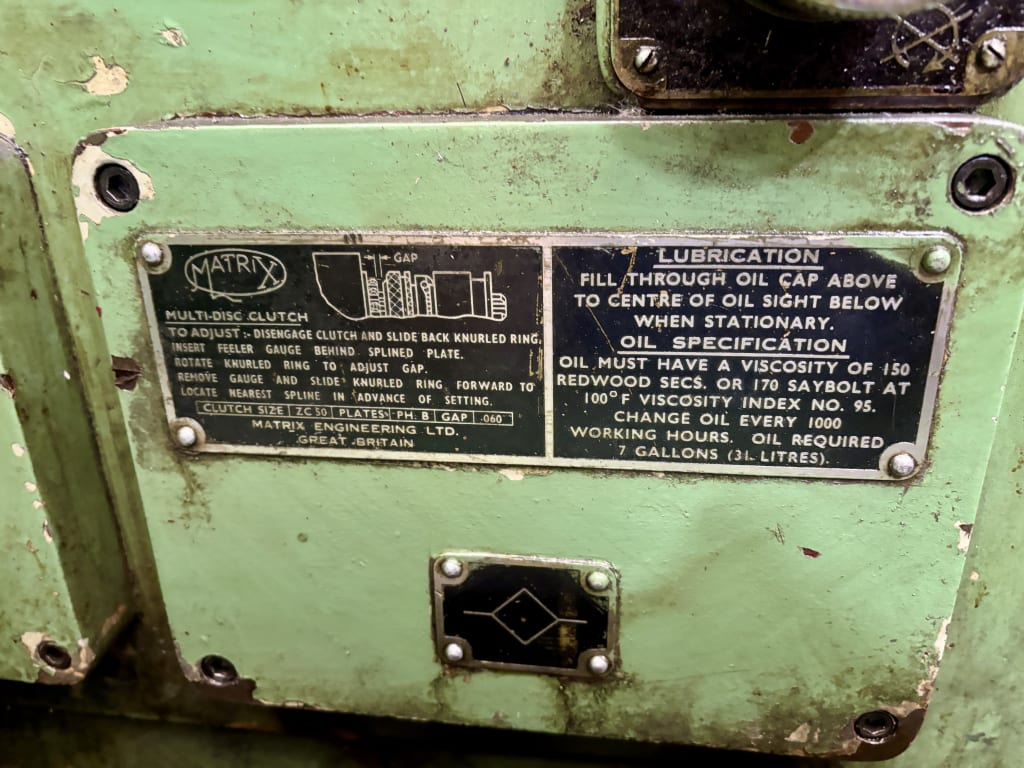 MATRIX
GAP
MULTI-DISC CLUTCH
TO ADJUST:- DISENGAGE CLUTCH AND SLIDE BACK KNURLED RING.
INSERT FEELER GAUGE BEHIND SPLINED PLATE.
ROTATE KNURLED RING TO ADJUST GAP.
REMOVE GAUGE AND SLIDE KNURLED RING FORWARD TO
LOCATE NEAREST SPLINE IN ADVANCE OF SETTING.
CLUTCH SIZE ZC 50 PLATES PH. B GAP .060
MATRIX ENGINEERING LTD.
GREAT BRITAIN
LUBRICATION
FILL THROUGH OIL CAP ABOVE
TO CENTRE OF OIL SIGHT BELOW
WHEN STATIONARY.
OIL SPECIFICATION
OIL MUST HAVE A VISCOSITY OF 150
REDWOOD SECS. OR 170 SAYBOLT AT
100°F VISCOSITY INDEX NO. 95.
CHANGE OIL EVERY 1000
WORKING HOURS. OIL REQUIRED
7 GALLONS (31. LITRES).